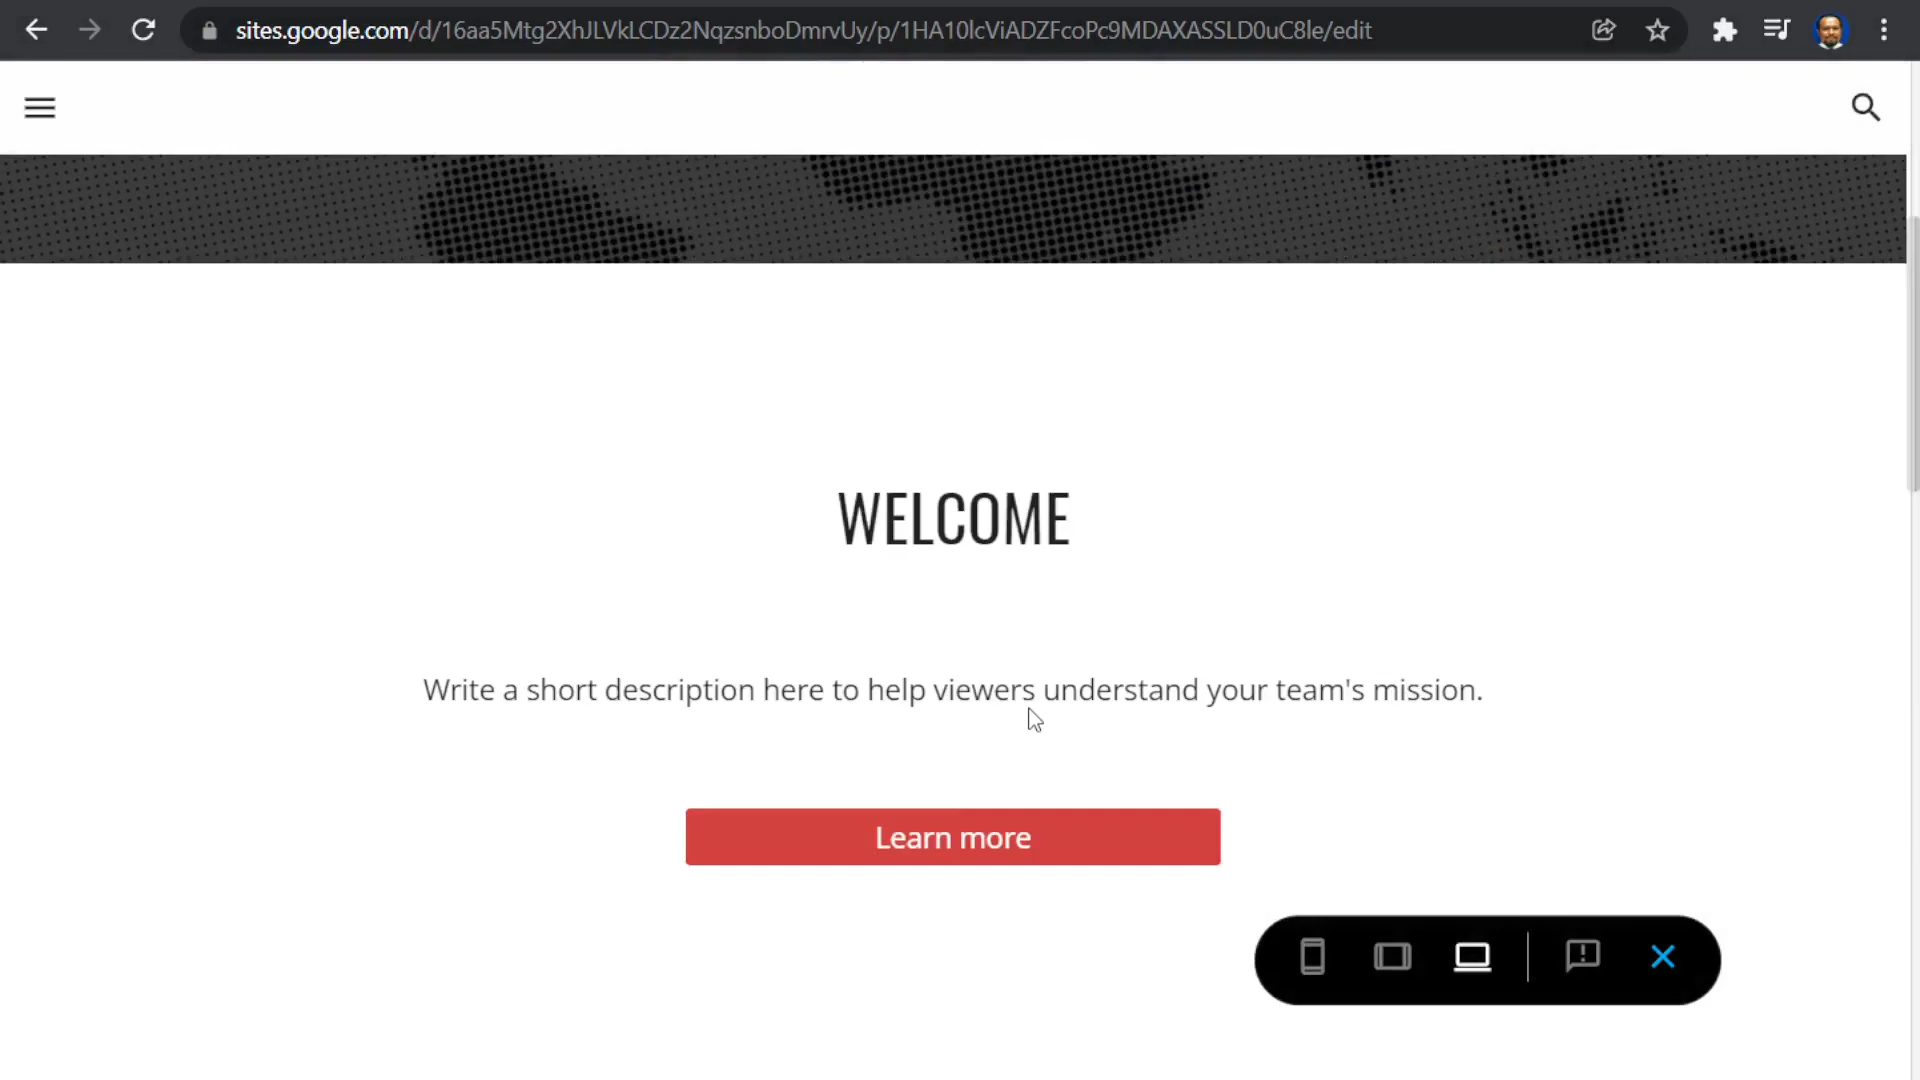 sites.google.com/d/16aa5Mtg2XhJLVkLCDz2NqzsnboDmrvUy/p/1HA10lcViADZFcoPc9MDAXASSLD0uC8le/edit
WELCOME
Write a short description here to help viewers understand your team's mission.
Learn more